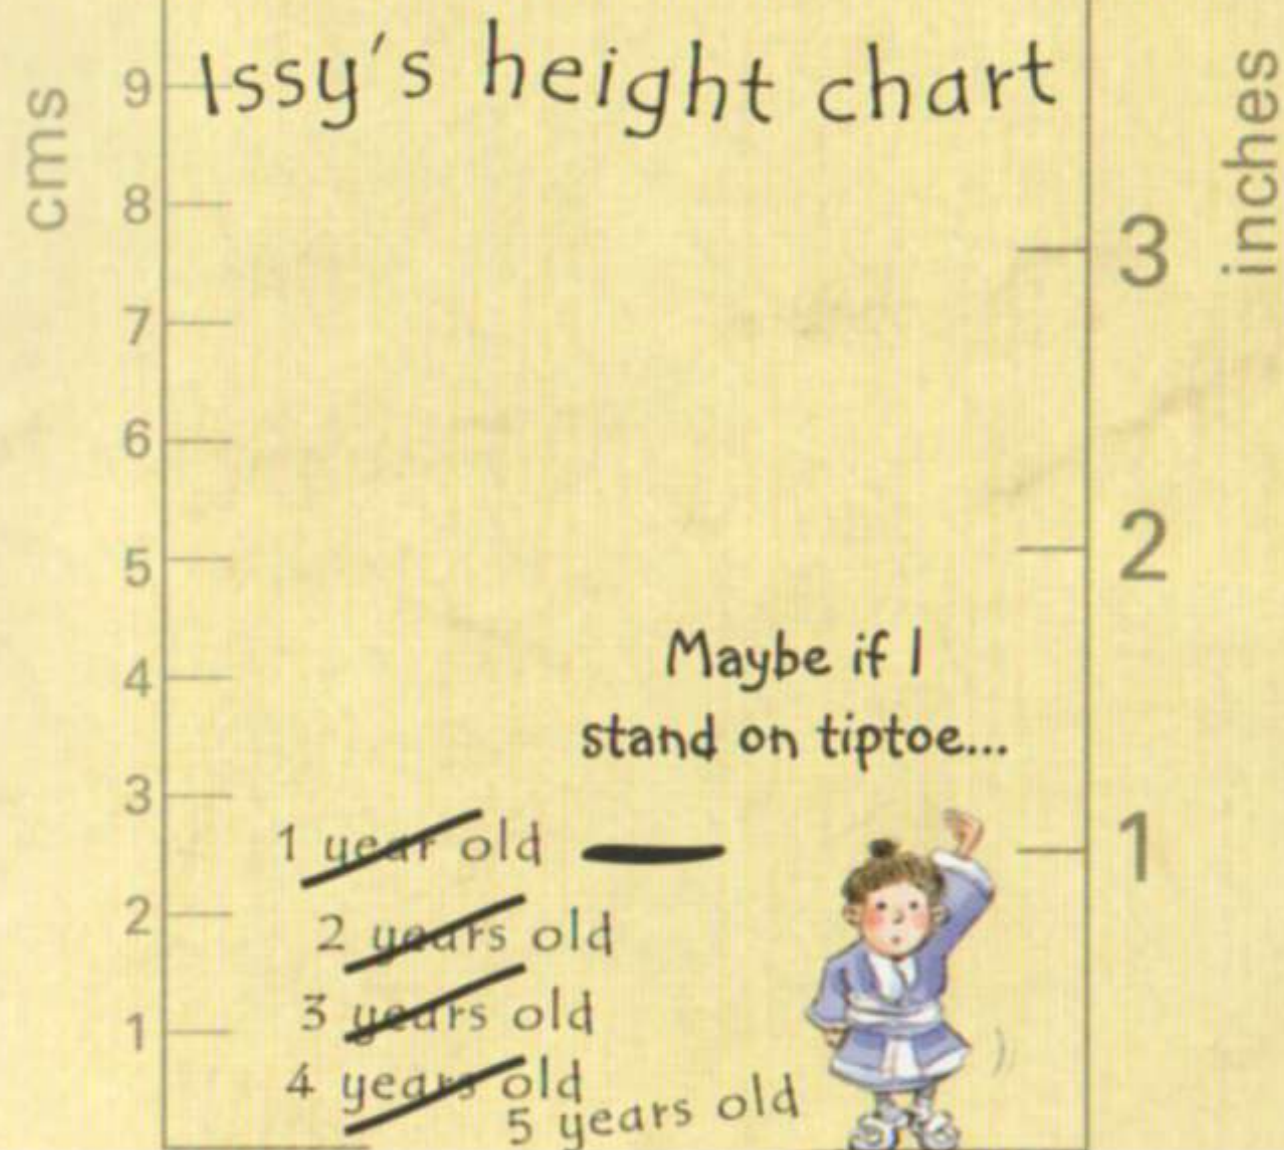 Issy's height chart
cms
inches
9
8
3
7
6
2
5
Maybe if I
4
stand on tiptoe...
3
1 year old
1
2
2 years old
3 years old
1
4 years old
5 years old